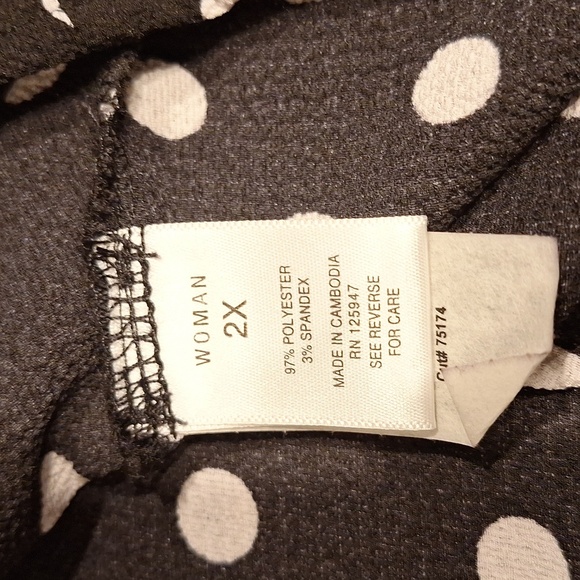 WOMAN
2X
97% POLYESTER
3% SPANDEX
MADE IN CAMBODIA
RN 125947
SEE REVERSE
FOR CARE
Cut# 75174